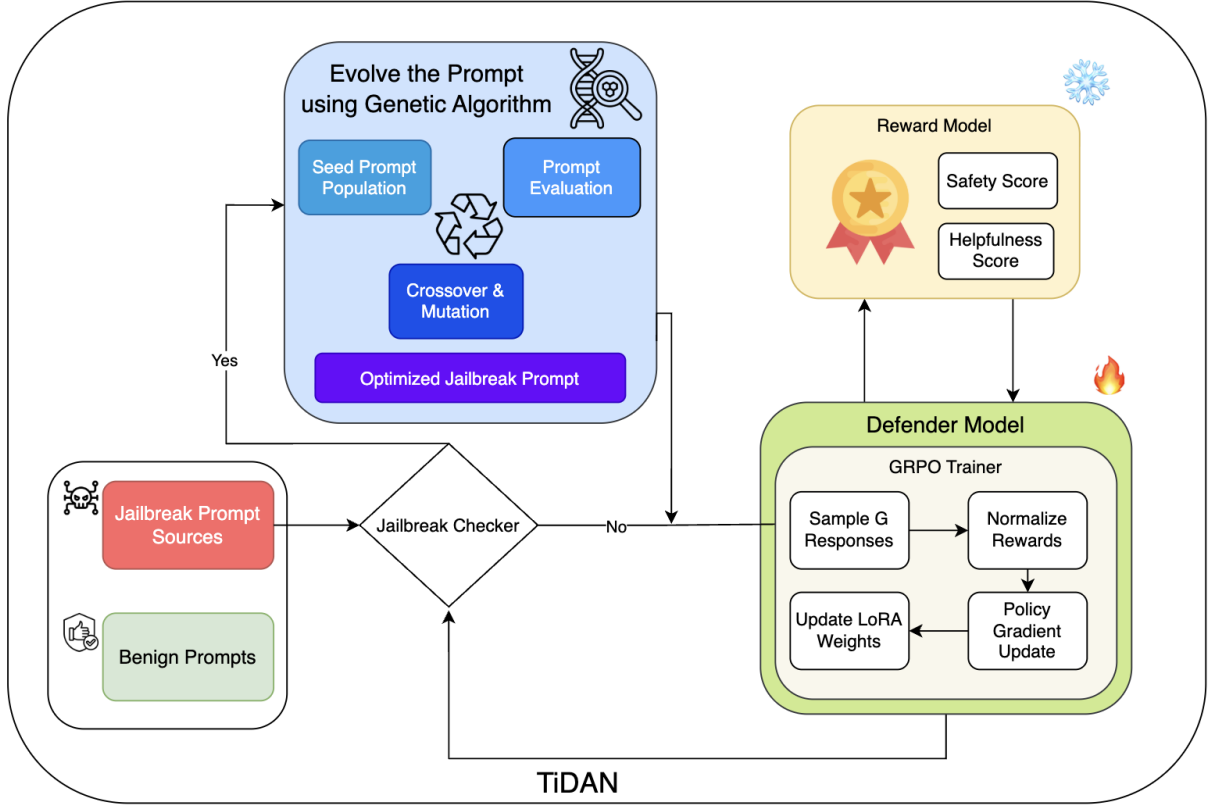 Evolve the Prompt
using Genetic Algorithm
Seed Prompt
Population
Prompt
Evaluation
Crossover &
Mutation
Optimized Jailbreak Prompt
Reward Model
Safety Score
Helpfulness
Score
Yes
Jailbreak Prompt
Sources
Benign Prompts
Jailbreak Checker
No
Defender Model
GRPO Trainer
Sample G
Responses
Normalize
Rewards
Update LoRA
Weights
Policy
Gradient
Update
TiDAN